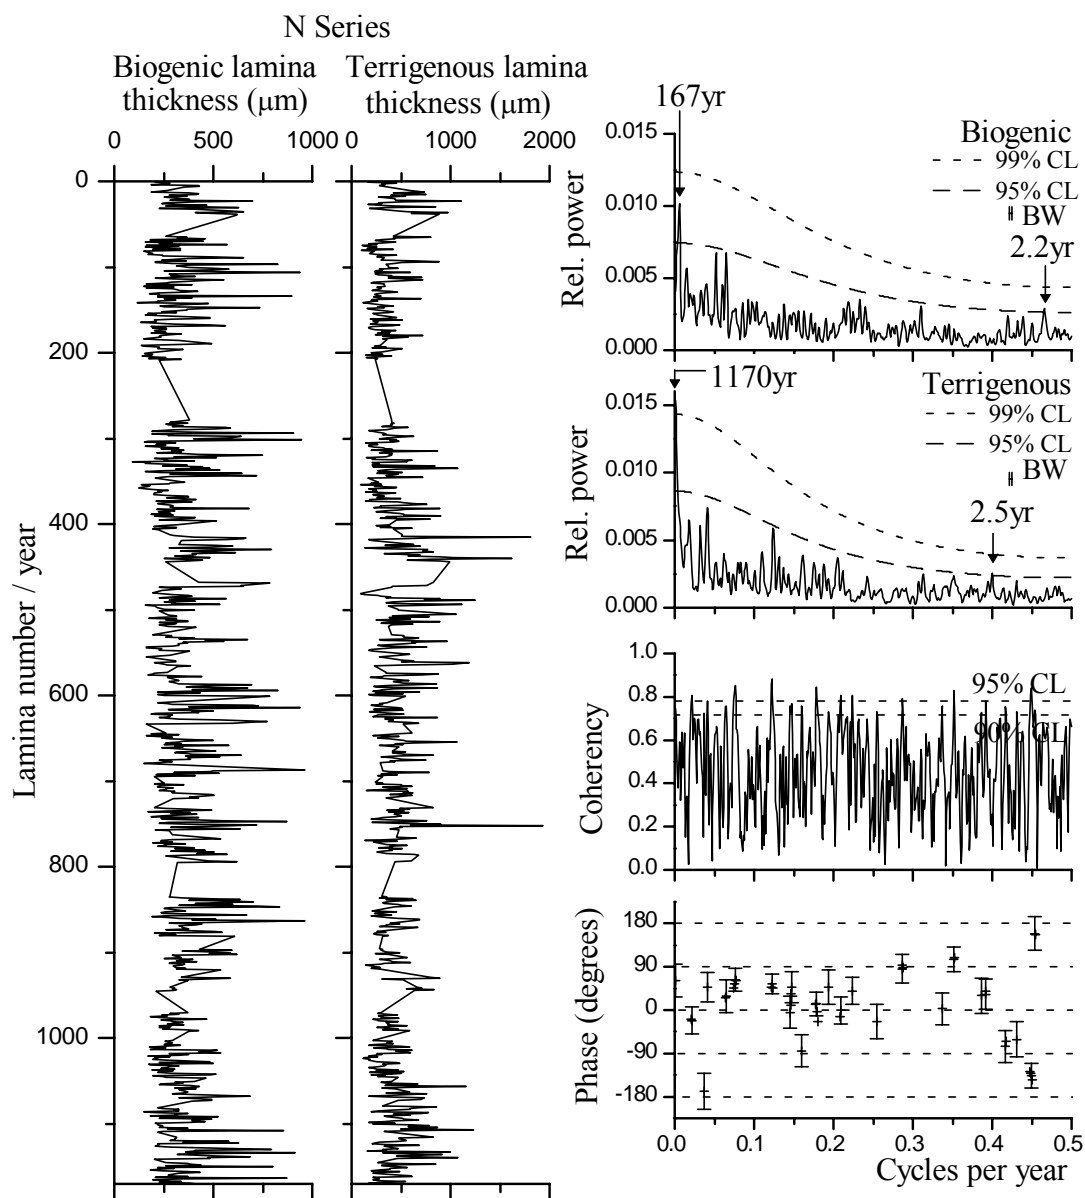 N Series
Biogenic lamina
thickness (μm)
Terrigenous lamina
thickness (μm)
0 500 1000
0 1000 2000
Lamina number / year
0
200
400
600
800
1000
167yr
Biogenic
99% CL
95% CL
BW
2.2yr
Rel. power
0.015
0.010
0.005
0.000
1170yr
Terrigenous
99% CL
95% CL
BW
2.5yr
Rel. power
0.015
0.010
0.005
0.000
95% CL
90% CL
Coherency
1.0
0.8
0.6
0.4
0.2
0.0
Phase (degrees)
180
90
0
-90
-180
0.0 0.1 0.2 0.3 0.4 0.5
Cycles per year